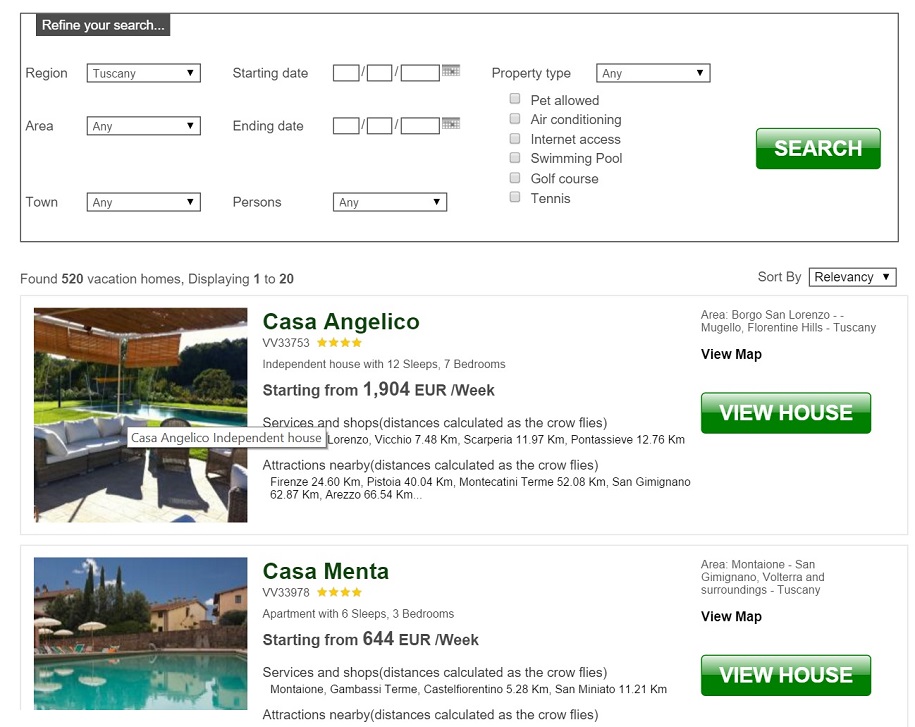 Refine your search...
Region Tuscany Starting date / / Property type Any
Pet allowed
Area Any Ending date / / Air conditioning
Internet access
SEARCH
Swimming Pool
Golf course
Town Any Persons Any Tennis
Found 520 vacation homes, Displaying 1 to 20 Sort By Relevancy
Casa Angelico
VV33753
Independent house with 12 Sleeps, 7 Bedrooms
Starting from 1,904 EUR /Week
Services and shops(distances calculated as the crow flies)
Casa Angelico Independent house Lorenzo, Vicchio 7.48 Km, Scarperia 11.97 Km, Pontassieve 12.76 Km
Attractions nearby(distances calculated as the crow flies)
Firenze 24.60 Km, Pistoia 40.04 Km, Montecatini Terme 52.08 Km, San Gimignano
62.87 Km, Arezzo 66.54 Km...
Area: Borgo San Lorenzo - -
Mugello, Florentine Hills - Tuscany
View Map
VIEW HOUSE
Casa Menta
VV33978
Apartment with 6 Sleeps, 3 Bedrooms
Starting from 644 EUR /Week
Services and shops(distances calculated as the crow flies)
Montaione, Gambassi Terme, Castelfiorentino 5.28 Km, San Miniato 11.21 Km
Attractions nearby(distances calculated as the crow flies)
Area: Montaione - San
Gimignano, Volterra and
surroundings - Tuscany
View Map
VIEW HOUSE